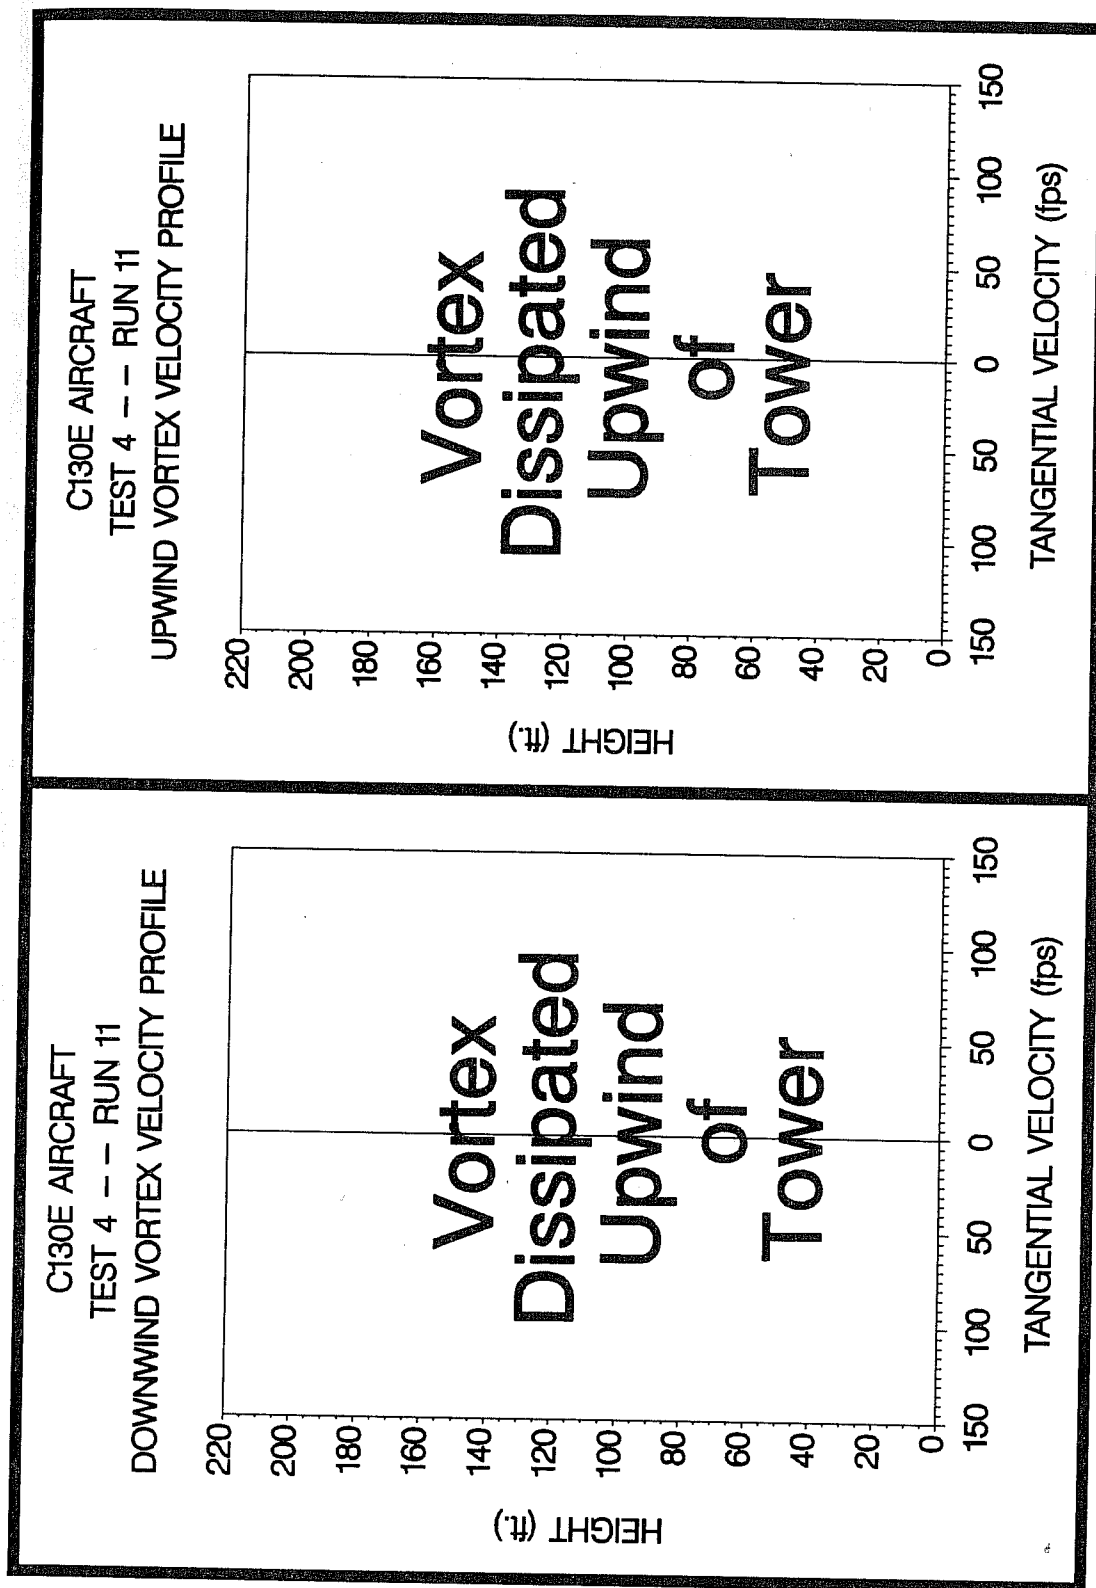 C130E AIRCRAFT
TEST 4 -- RUN 11
DOWNWIND VORTEX VELOCITY PROFILE
HEIGHT (ft.)
220
200
180
160
140
120
100
80
60
40
20
0
Vortex
Dissipated
Upwind
of
Tower
150 100 50 0 50 100 150
TANGENTIAL VELOCITY (fps)
C130E AIRCRAFT
TEST 4 -- RUN 11
UPWIND VORTEX VELOCITY PROFILE
HEIGHT (ft.)
220
200
180
160
140
120
100
80
60
40
20
0
Vortex
Dissipated
Upwind
of
Tower
150 100 50 0 50 100 150
TANGENTIAL VELOCITY (fps)